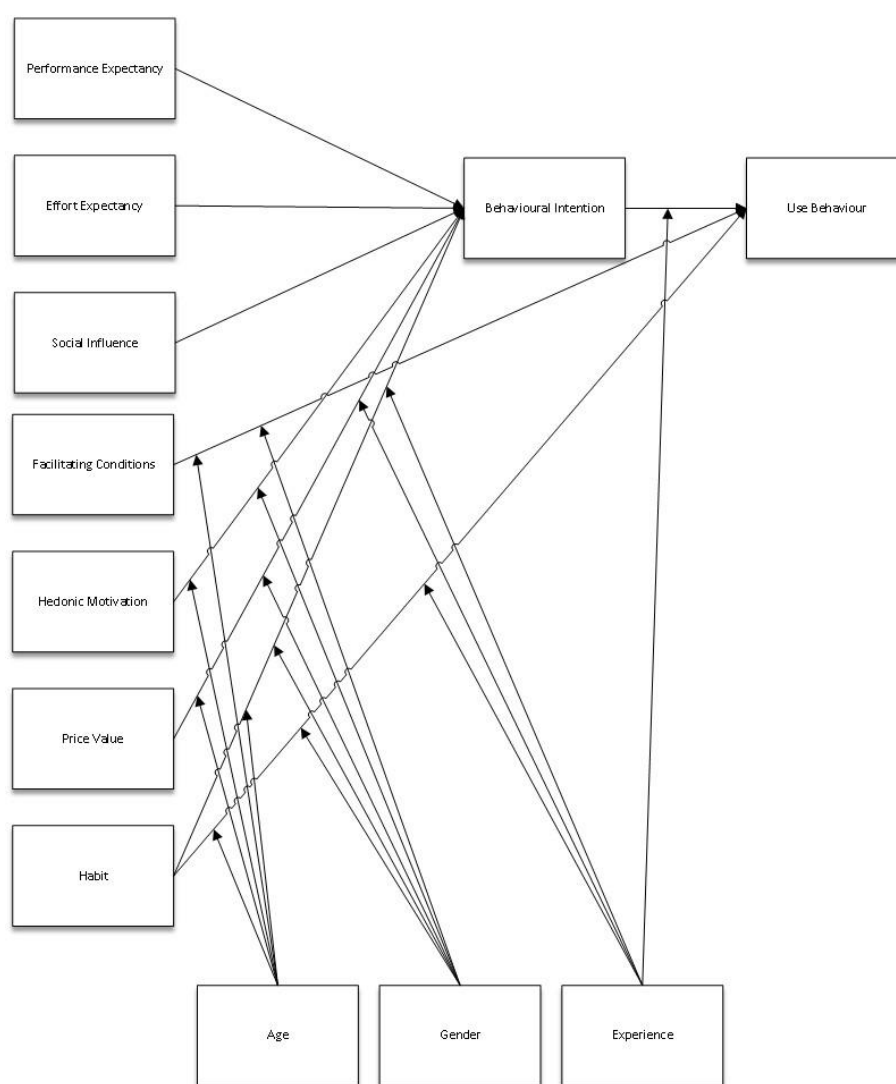 Performance Expectancy
Effort Expectancy
Behavioural Intention
Use Behaviour
Social Influence
Facilitating Conditions
Hedonic Motivation
Price Value
Habit
Age
Gender
Experience